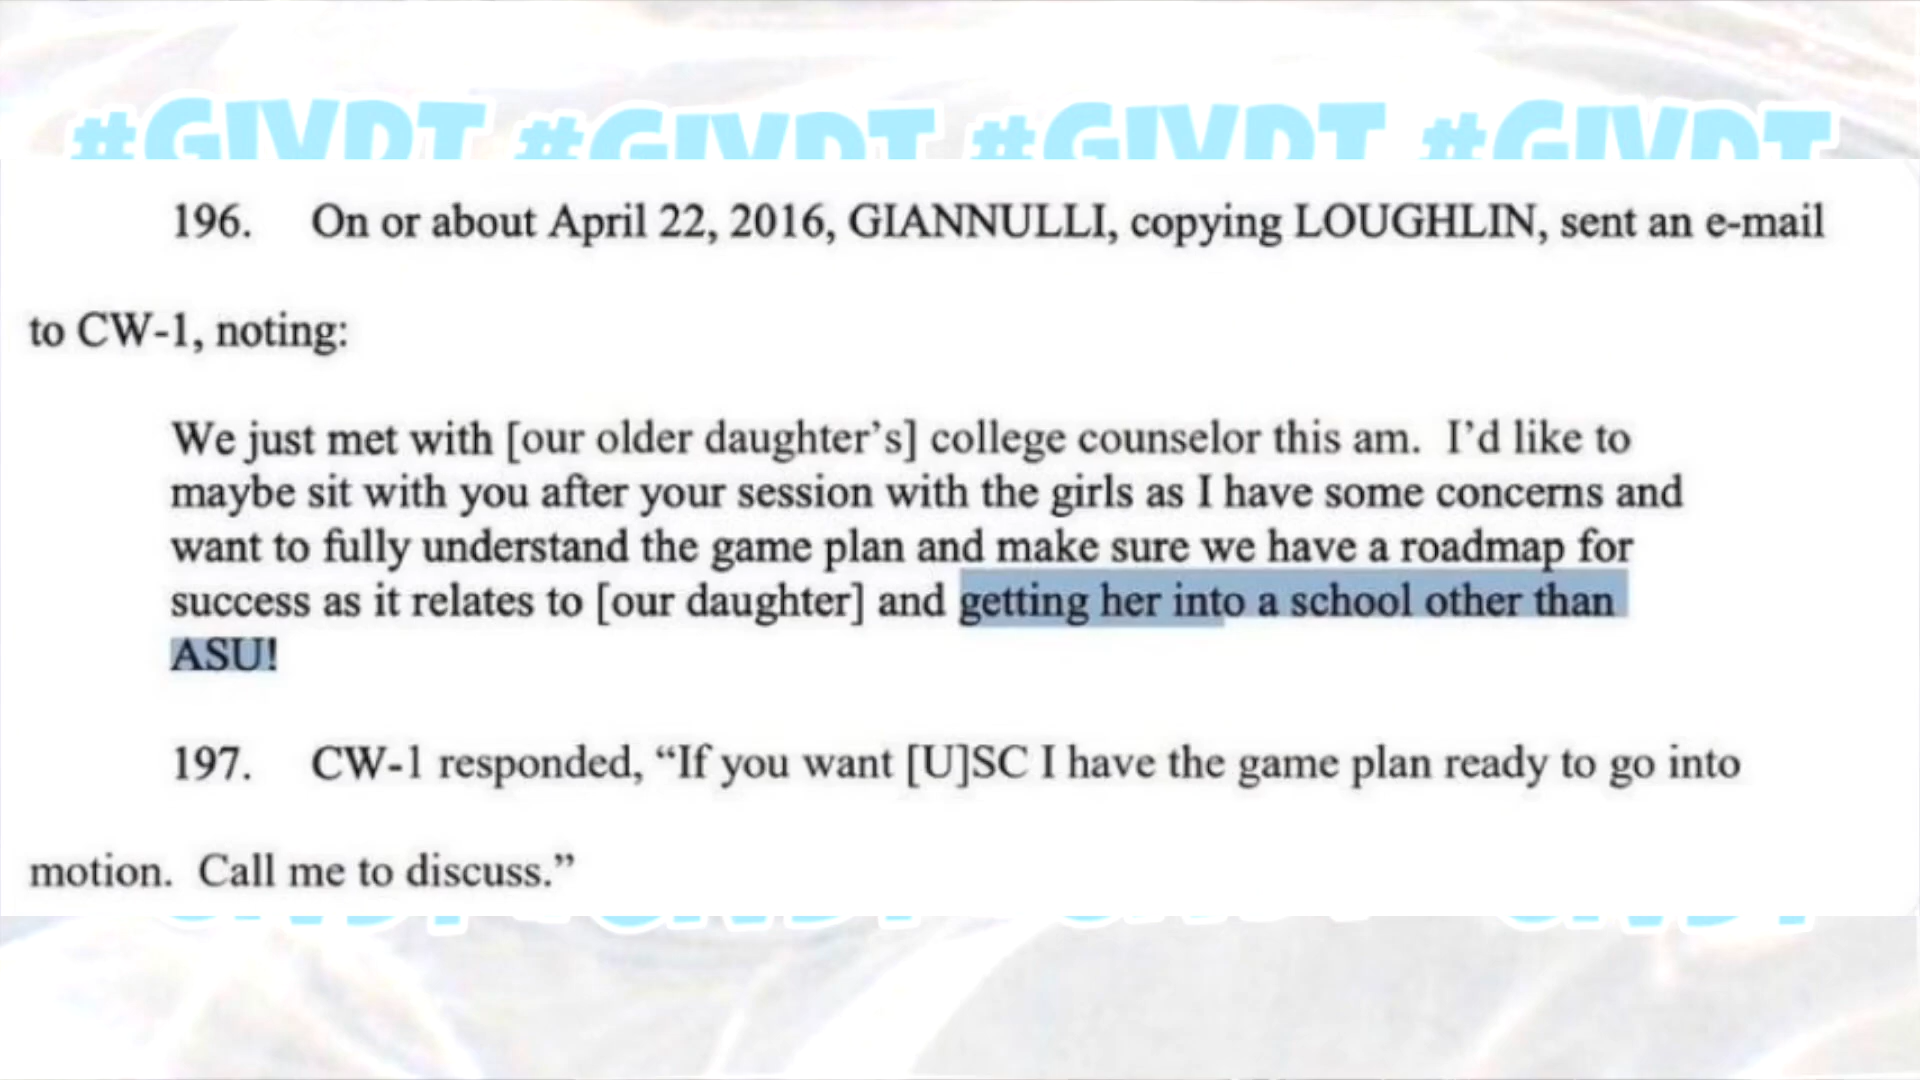 #GIVDT #GIVDT #GIVDT #GIVDT
196. On or about April 22, 2016, GIANNULLI, copying LOUGHLIN, sent an e-mail
to CW-1, noting:
We just met with [our older daughter’s] college counselor this am. I’d like to
maybe sit with you after your session with the girls as I have some concerns and
want to fully understand the game plan and make sure we have a roadmap for
success as it relates to [our daughter] and getting her into a school other than
ASU!
197. CW-1 responded, “If you want [U]SC I have the game plan ready to go into
motion. Call me to discuss.”